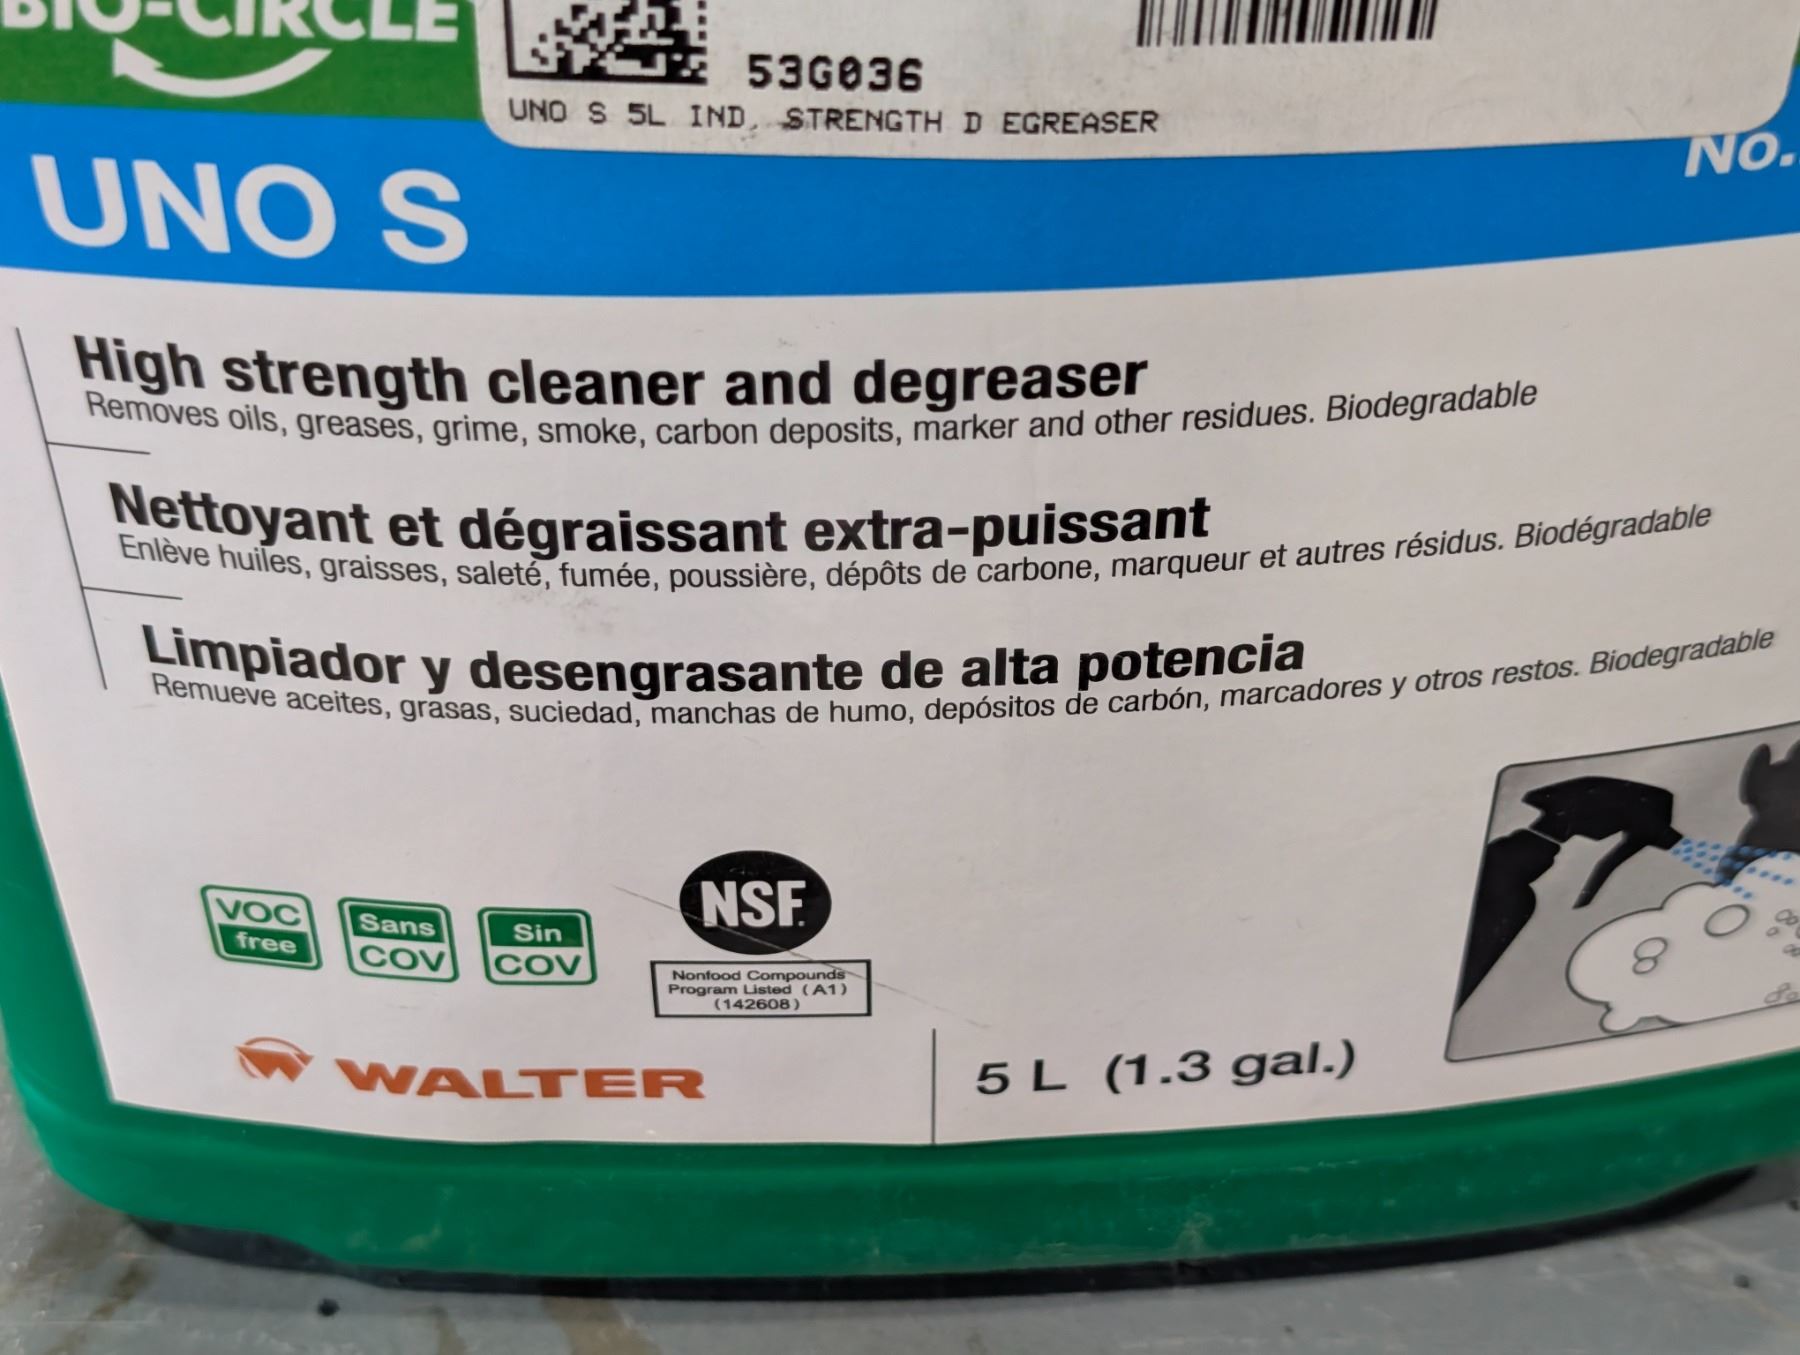 BIO-CIRCLE
53G036
UNO S 5L IND. STRENGTH D EGREASER
No.
UNO S
High strength cleaner and degreaser
Removes oils, greases, grime, smoke, carbon deposits, marker and other residues. Biodegradable
Nettoyant et dégraissant extra-puissant
Enlève huiles, graisses, saleté, fumée, poussière, dépôts de carbone, marqueur et autres résidus. Biodégradable
Limpiador y desengrasante de alta potencia
Remueve aceites, grasas, suciedad, manchas de humo, depósitos de carbón, marcadores y otros restos. Biodegradable
VOC
free
Sans
COV
Sin
COV
NSF.
Nonfood Compounds
Program Listed (A1)
(142608)
WALTER
5 L (1.3 gal.)